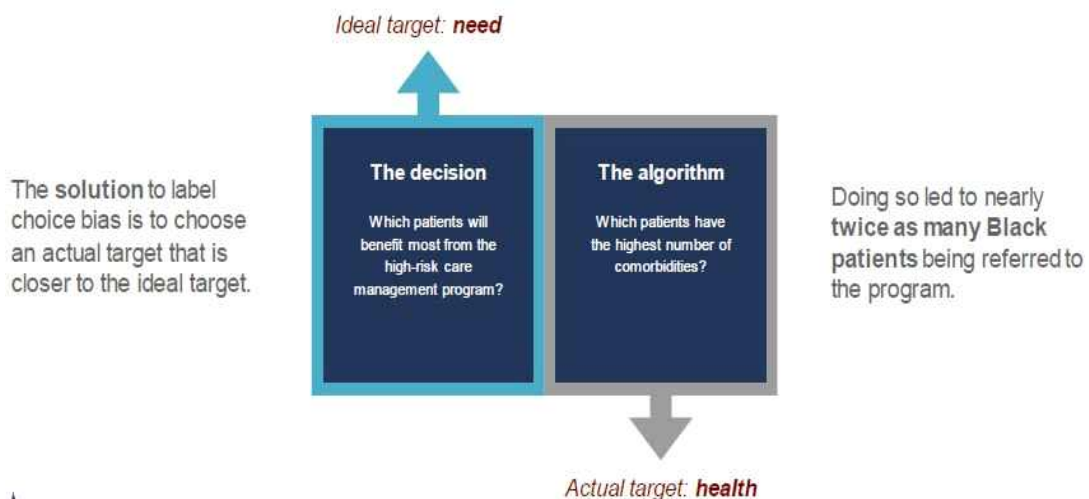 Ideal target: need
The solution to label
choice bias is to choose
an actual target that is
closer to the ideal target.
The decision
Which patients will
benefit most from the
high-risk care
management program?
The algorithm
Which patients have
the highest number of
comorbidities?
Doing so led to nearly
twice as many Black
patients being referred to
the program.
Actual target: health